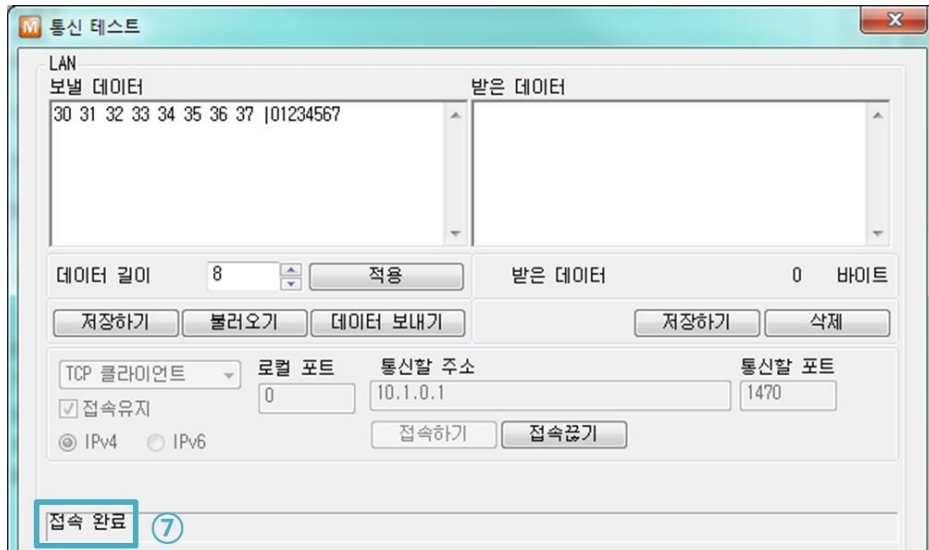 M 통신 테스트
LAN
보낼 데이터 받은 데이터
30 31 32 33 34 35 36 37 |01234567
데이터 길이 8 적용 받은 데이터 0 바이트
저장하기 불러오기 데이터 보내기 저장하기 삭제
TCP 클라이언트 로컬 포트 통신할 주소 통신할 포트
0 10.1.0.1 1470
접속유지
IPv4 IPv6 접속하기 접속끊기
접속 완료 ⑦